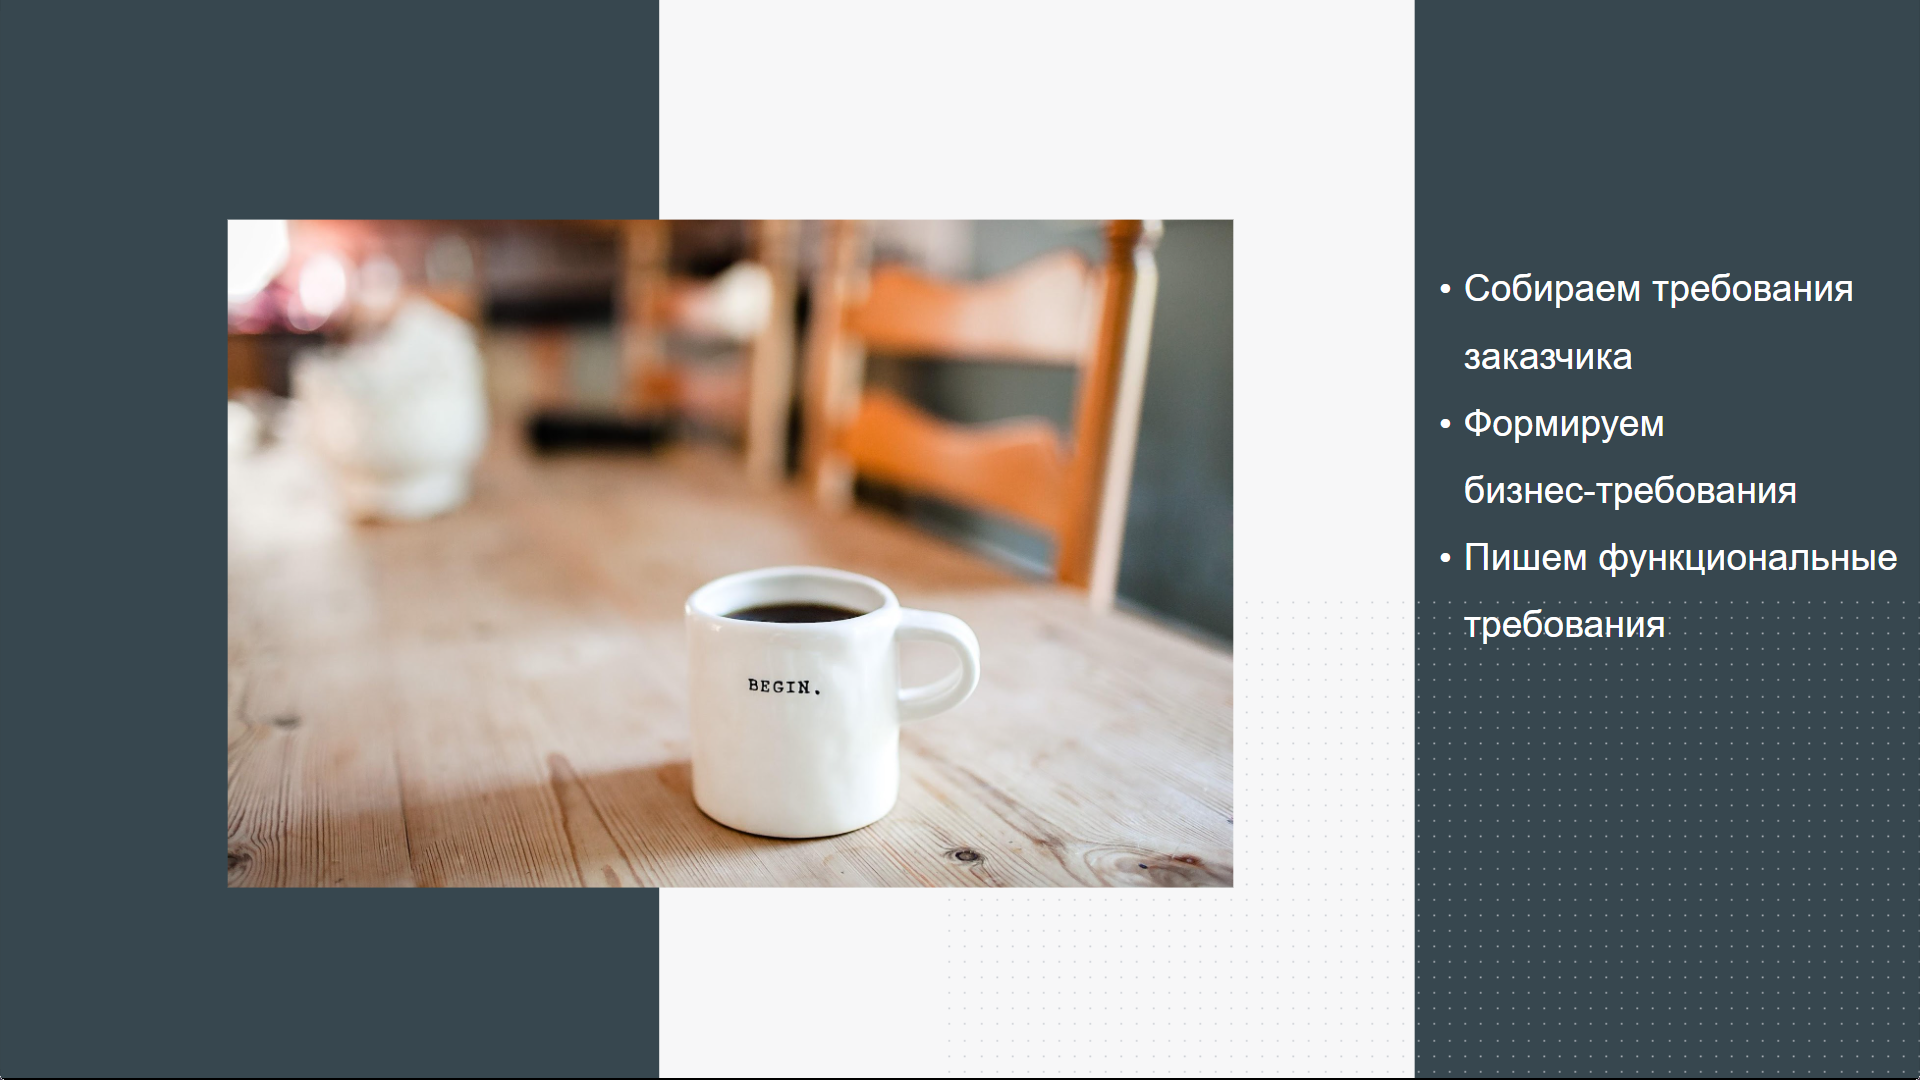 BEGIN.
• Собираем требования
заказчика
• Формируем
бизнес-требования
• Пишем функциональные
требования